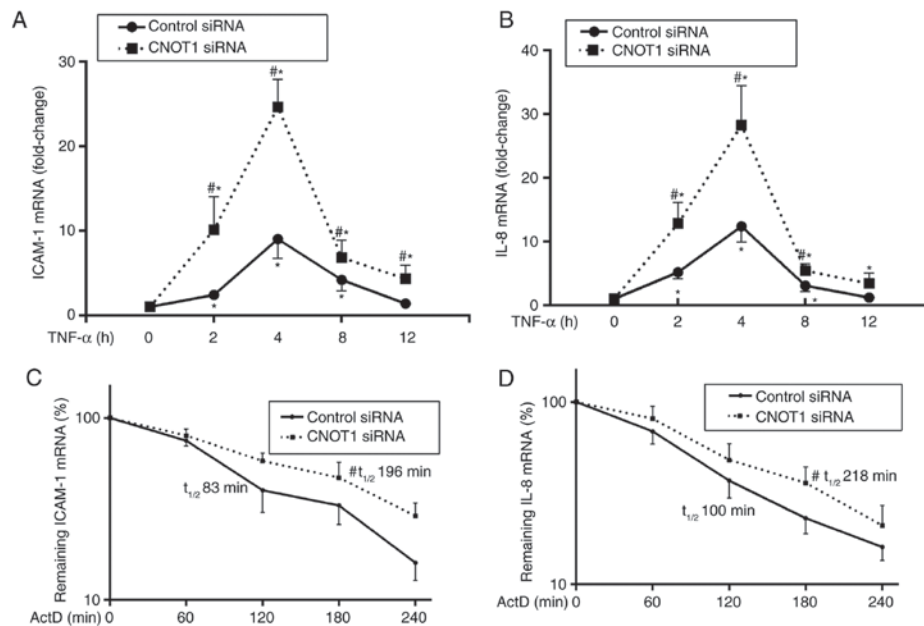 A
Control siRNA
CNOT1 siRNA
ICAM-1 mRNA (fold-change)
30
20
10
0
#*
#*
#*
#*
*
*
*
TNF-α (h)
0 2 4 8 12
B
Control siRNA
CNOT1 siRNA
IL-8 mRNA (fold-change)
40
30
20
10
0
#*
#*
#*
*
*
*
*
TNF-α (h)
0 2 4 8 12
C
Control siRNA
CNOT1 siRNA
Remaining ICAM-1 mRNA (%)
100
10
#t1/2 196 min
t1/2 83 min
ActD (min) 0 60 120 180 240
D
Control siRNA
CNOT1 siRNA
Remaining IL-8 mRNA (%)
100
10
# t1/2 218 min
t1/2 100 min
ActD (min) 0 60 120 180 240